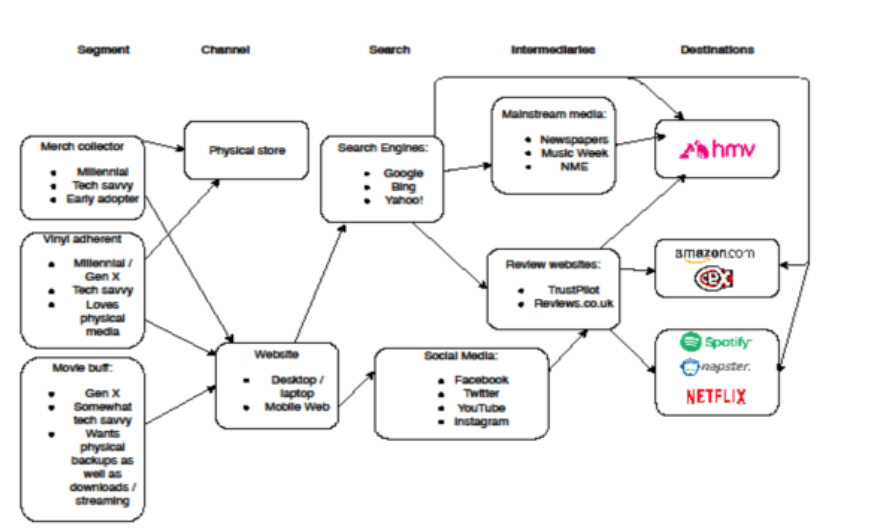 Segment
Channel
Search
Intermediaries
Destinations
Merch collector
Millennial
Tech savvy
Early adopter
Vinyl adherent
Millennial /
Gen X
Tech savvy
Loves
physical
media
Movie buff:
Gen X
Somewhat
tech savvy
Wants
physical
backups as
well as
downloads /
streaming
Physical store
Website
Desktop /
laptop
Mobile Web
Search Engines:
Google
Bing
Yahoo!
Social Media:
Facebook
Twitter
YouTube
Instagram
Mainstream media:
Newspapers
Music Week
NME
Review websites:
TrustPilot
Reviews.co.uk
hmv
amazon.com
cex
Spotify
napster.
NETFLIX